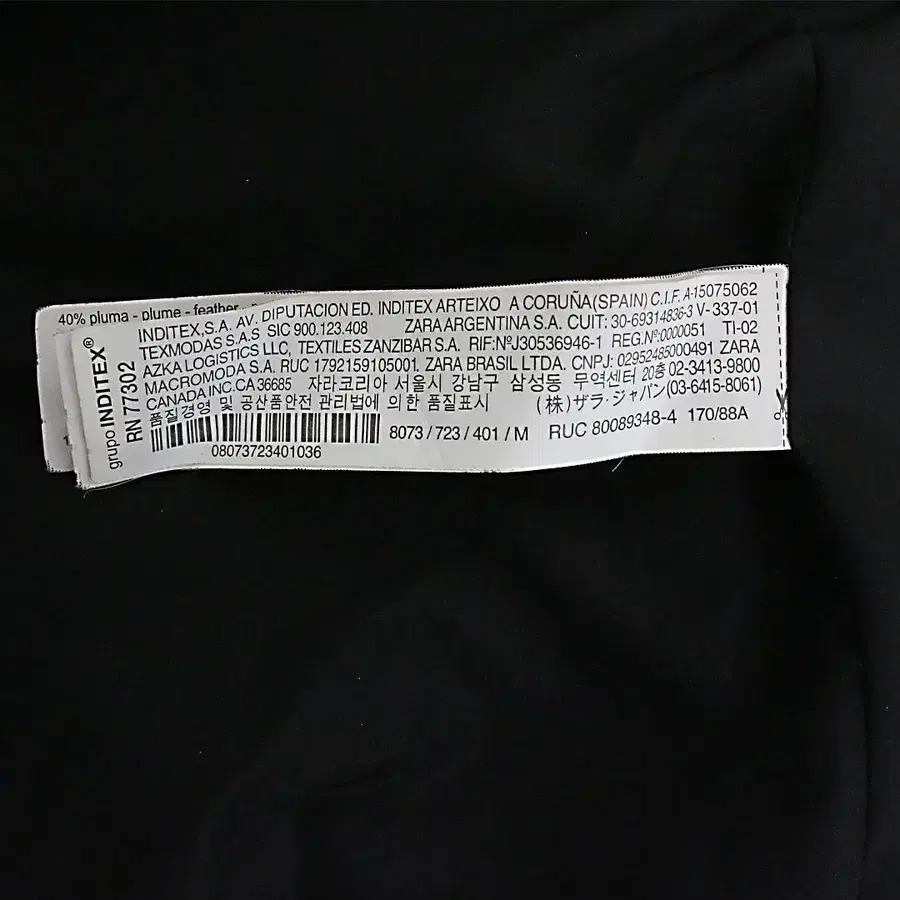 40% pluma - plume - feather
grupo INDITEX®
RN 77302
INDITEX,S.A. AV. DIPUTACION ED. INDITEX ARTEIXO A CORUÑA(SPAIN) C.I.F. A-15075062
TEXMODAS S.A.S SIC 900.123.408 ZARA ARGENTINA S.A. CUIT: 30-69314836-3 V-337-01
AZKA LOGISTICS LLC, TEXTILES ZANZIBAR S.A. RIF:NºJ30536946-1 REG.Nº:0000051 TI-02
MACROMODA S.A. RUC 1792159105001. ZARA BRASIL LTDA. CNPJ: 02952485000491 ZARA
CANADA INC.CA 36685 자라코리아 서울시 강남구 삼성동 무역센터 20층 02-3413-9800
품질경영 및 공산품안전 관리법에 의한 품질표시 (株)ザラ・ジャパン(03-6415-8061)
8073 / 723 / 401 / M RUC 80089348-4 170/88A
08073723401036